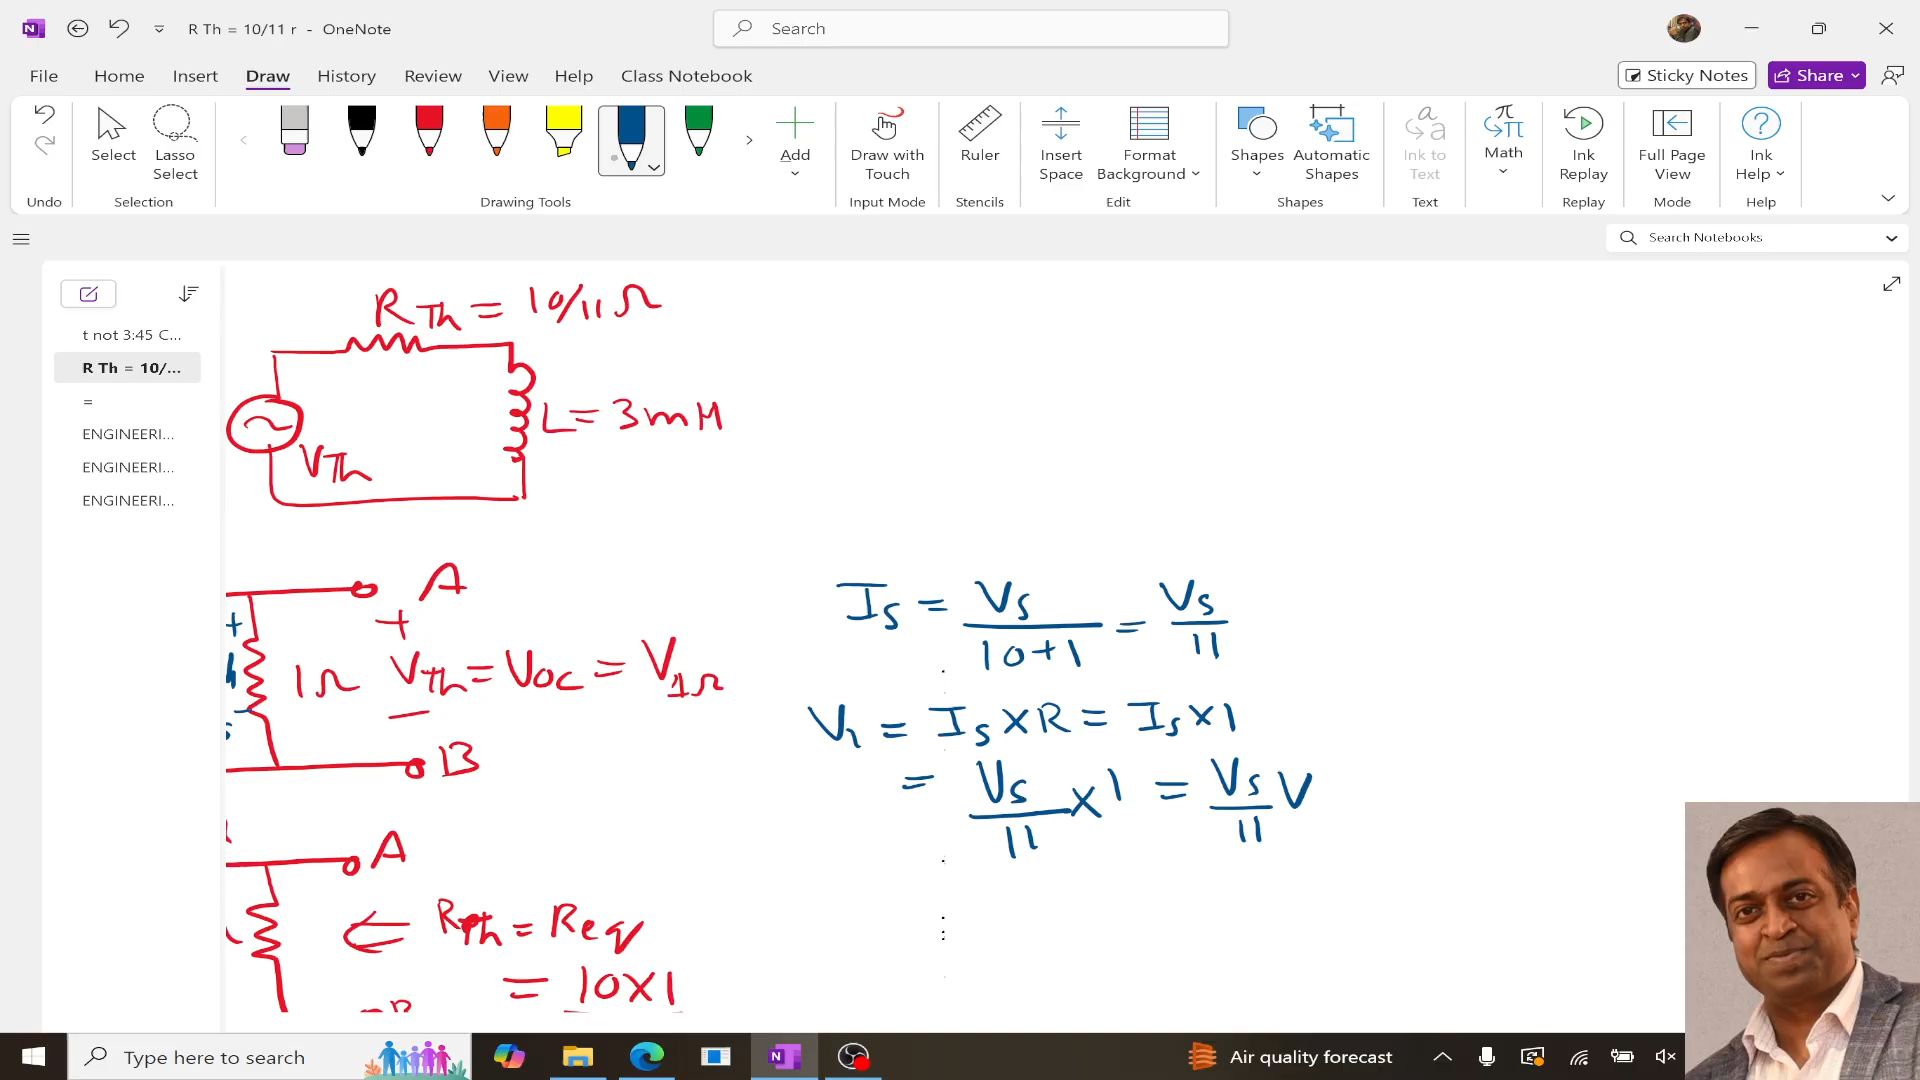 R Th = 10/11 r - OneNote
Search
File Home Insert Draw History Review View Help Class Notebook
Sticky Notes Share
Select
Lasso Select
Add
Draw with Touch
Ruler
Insert Space
Format Background
Shapes
Automatic Shapes
Ink to Text
Math
Ink Replay
Full Page View
Ink Help
Undo Selection Drawing Tools Input Mode Stencils Edit Shapes Text Replay Mode Help
Search Notebooks
t not 3:45 C...
R Th = 10/...
=
ENGINEERI...
ENGINEERI...
ENGINEERI...
R Th = 10/11 Ω
L = 3mH
VTh
A
+
+
1Ω VTh = VOC = V1Ω
−
−
B
A
RTh = Req
= 10×1
IS = VS/10+1 = VS/11
V1 = IS × R = IS × 1
= VS/11 × 1 = VS/11 V
Type here to search
Air quality forecast